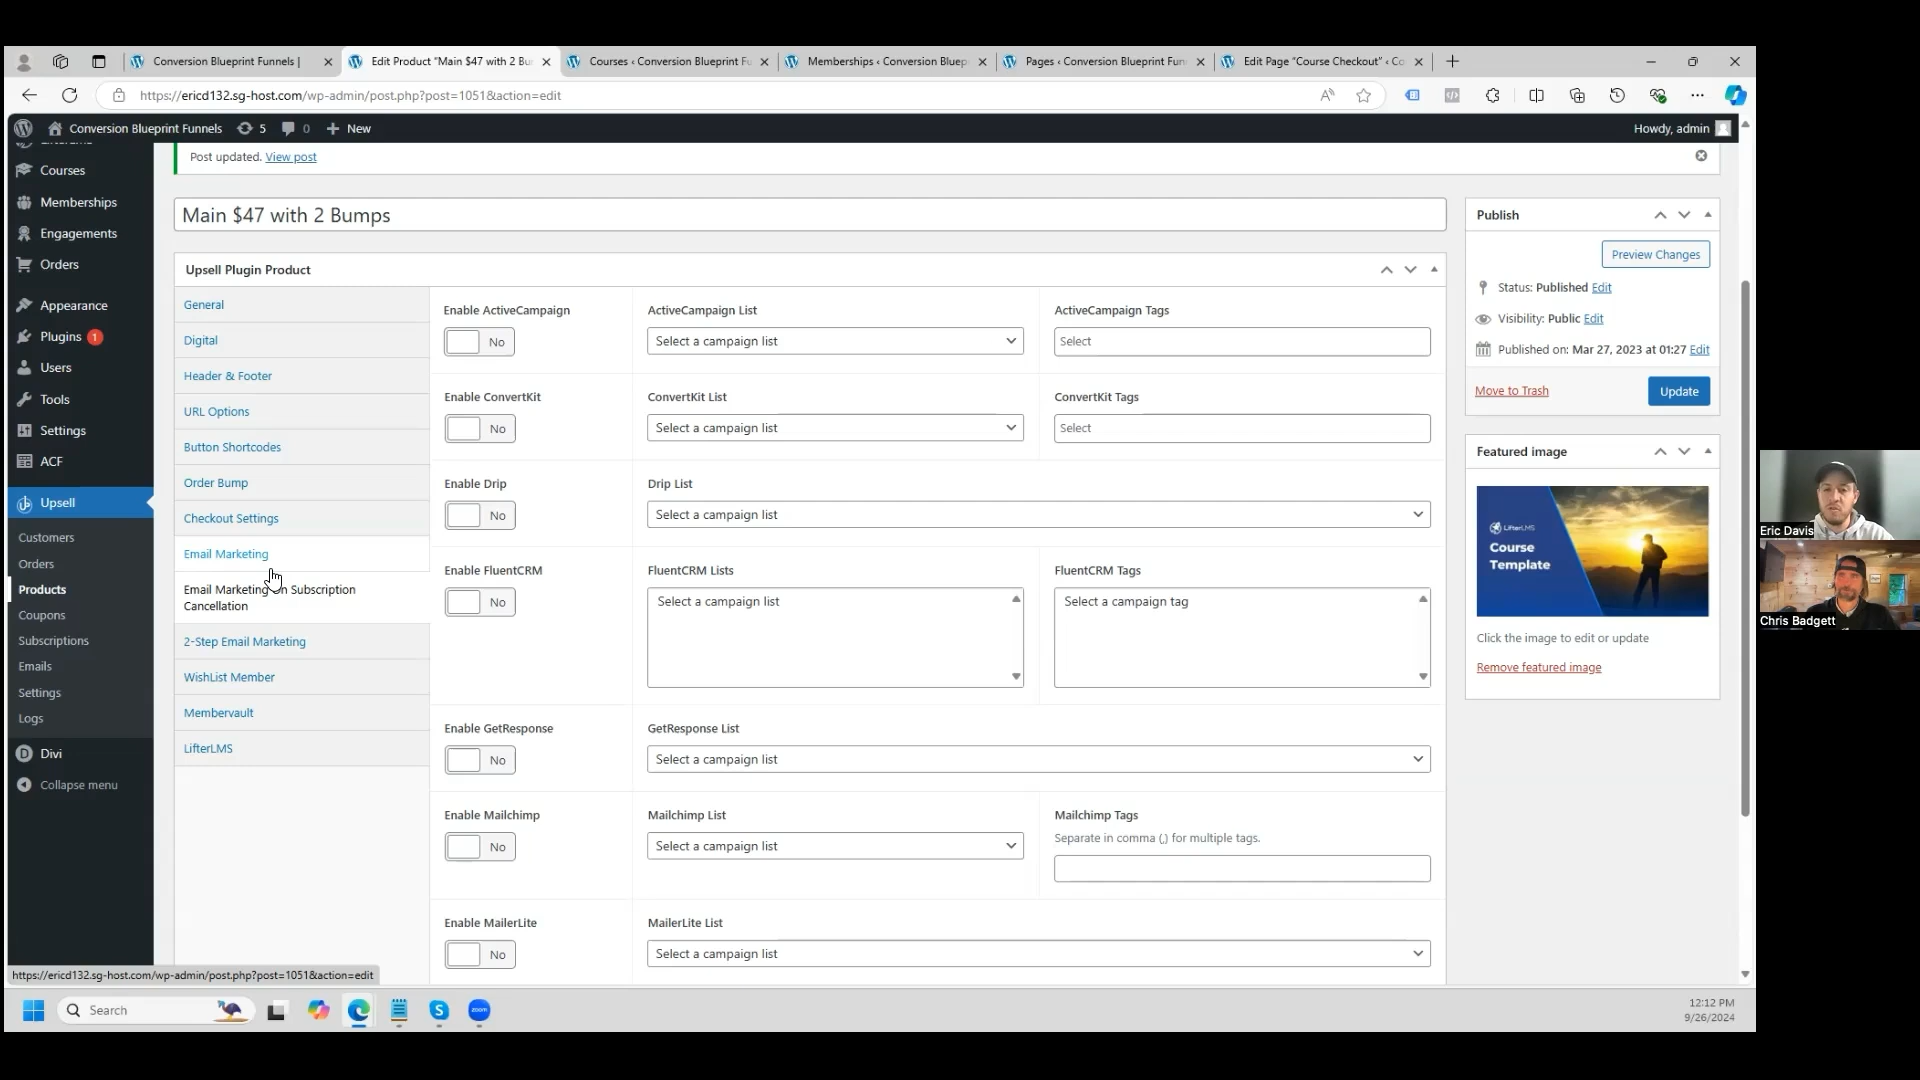 Conversion Blueprint Funnels |
Edit Product "Main $47 with 2 Bu
Courses ‹ Conversion Blueprint Fu
Memberships ‹ Conversion Bluep
Pages ‹ Conversion Blueprint Fun
Edit Page "Course Checkout" ‹ Co
https://ericd132.sg-host.com/wp-admin/post.php?post=1051&action=edit
Conversion Blueprint Funnels
5
0
New
Howdy, admin
Courses
Memberships
Engagements
Orders
Appearance
Plugins 1
Users
Tools
Settings
ACF
Upsell
Customers
Orders
Products
Coupons
Subscriptions
Emails
Settings
Logs
Divi
Collapse menu
Post updated. View post
Main $47 with 2 Bumps
Upsell Plugin Product
General
Digital
Header & Footer
URL Options
Button Shortcodes
Order Bump
Checkout Settings
Email Marketing
Email Marketing On Subscription
Cancellation
2-Step Email Marketing
WishList Member
Membervault
LifterLMS
Enable ActiveCampaign
No
ActiveCampaign List
Select a campaign list
ActiveCampaign Tags
Select
Enable ConvertKit
No
ConvertKit List
Select a campaign list
ConvertKit Tags
Select
Enable Drip
No
Drip List
Select a campaign list
Enable FluentCRM
No
FluentCRM Lists
Select a campaign list
FluentCRM Tags
Select a campaign tag
Enable GetResponse
No
GetResponse List
Select a campaign list
Enable Mailchimp
No
Mailchimp List
Select a campaign list
Mailchimp Tags
Separate in comma (,) for multiple tags.
Enable MailerLite
No
MailerLite List
Select a campaign list
Publish
Preview Changes
Status: Published Edit
Visibility: Public Edit
Published on: Mar 27, 2023 at 01:27 Edit
Move to Trash
Update
Featured image
LifterLMS
Course
Template
Click the image to edit or update
Remove featured image
Eric Davis
Chris Badgett
https://ericd132.sg-host.com/wp-admin/post.php?post=1051&action=edit
Search
zoom
12:12 PM
9/26/2024